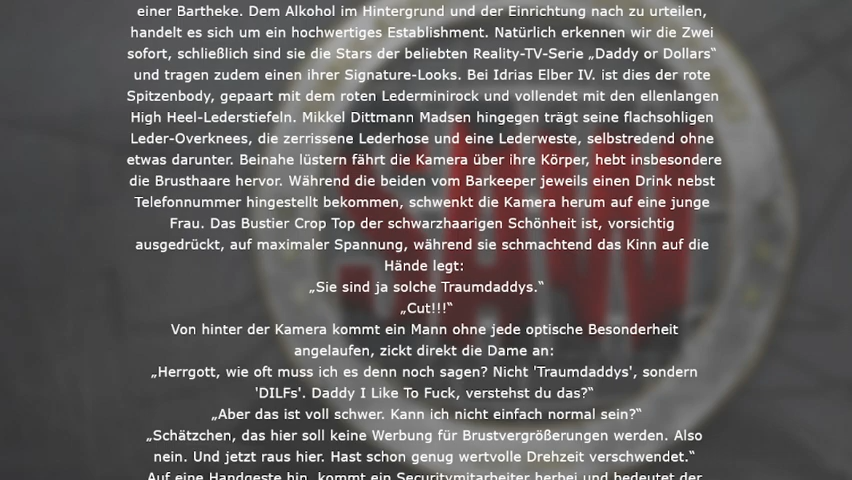 einer Bartheke. Dem Alkohol im Hintergrund und der Einrichtung nach zu urteilen,
handelt es sich um ein hochwertiges Establishment. Natürlich erkennen wir die Zwei
sofort, schließlich sind sie die Stars der beliebten Reality-TV-Serie „Daddy or Dollars“
und tragen zudem einen ihrer Signature-Looks. Bei Idrias Elber IV. ist dies der rote
Spitzenbody, gepaart mit dem roten Lederminirock und vollendet mit den ellenlangen
High Heel-Lederstiefeln. Mikkel Dittmann Madsen hingegen trägt seine flachsohligen
Leder-Overknees, die zerrissene Lederhose und eine Lederweste, selbstredend ohne
etwas darunter. Beinahe lüstern fährt die Kamera über ihre Körper, hebt insbesondere
die Brusthaare hervor. Während die beiden vom Barkeeper jeweils einen Drink nebst
Telefonnummer hingestellt bekommen, schwenkt die Kamera herum auf eine junge
Frau. Das Bustier Crop Top der schwarzhaarigen Schönheit ist, vorsichtig
ausgedrückt, auf maximaler Spannung, während sie schmachtend das Kinn auf die
Hände legt:
„Sie sind ja solche Traumdaddys.“
„Cut!!!“
Von hinter der Kamera kommt ein Mann ohne jede optische Besonderheit
angelaufen, zickt direkt die Dame an:
„Herrgott, wie oft muss ich es denn noch sagen? Nicht 'Traumdaddys', sondern
'DILFs'. Daddy I Like To Fuck, verstehst du das?“
„Aber das ist voll schwer. Kann ich nicht einfach normal sein?“
„Schätzchen, das hier soll keine Werbung für Brustvergrößerungen werden. Also
nein. Und jetzt raus hier. Hast schon genug wertvolle Drehzeit verschwendet.“
Auf eine Handgeste hin, kommt ein Securitymitarbeiter herbei und bedeutet der